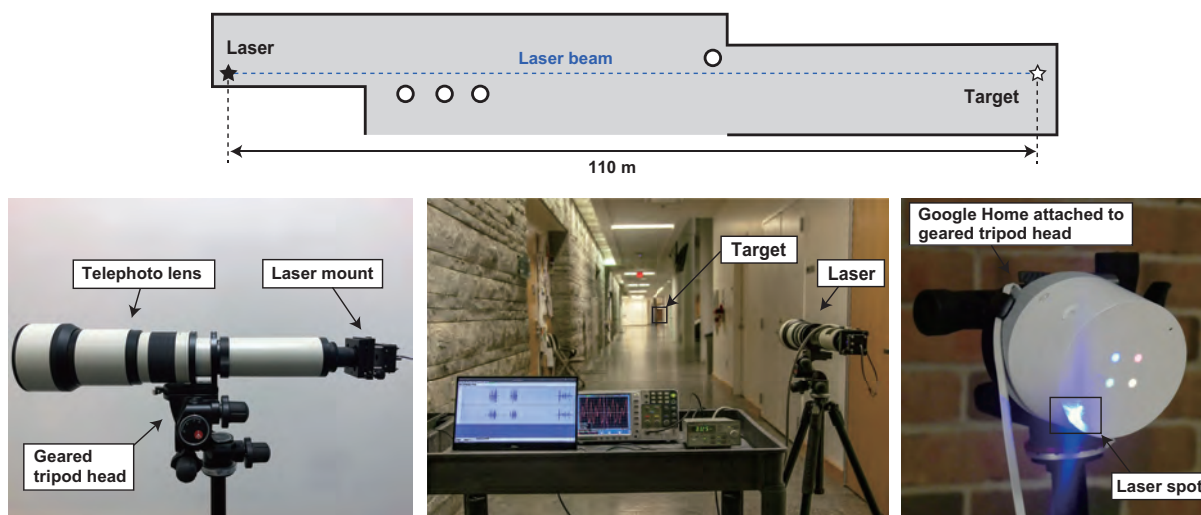 Laser
Laser beam
Target
110 m
Telephoto lens
Laser mount
Geared
tripod head
Target
Laser
Google Home attached to
geared tripod head
Laser spot